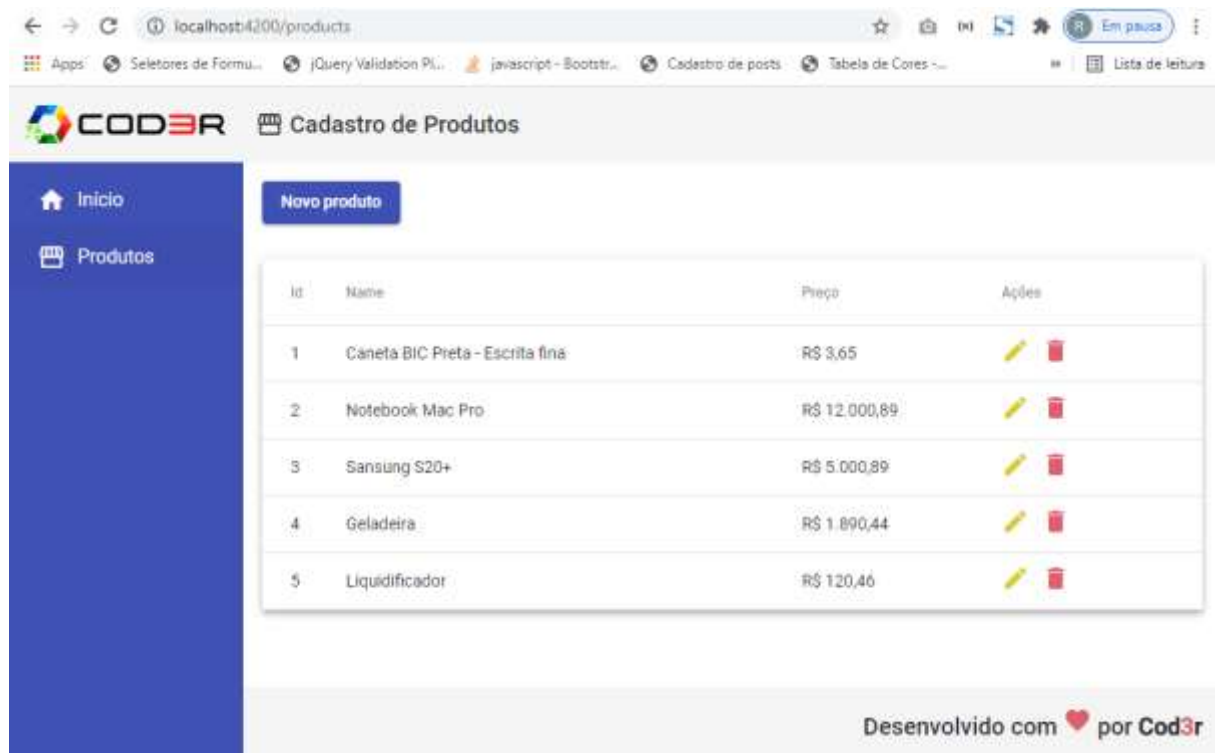 localhost:4200/products Em pausa
Apps Seletores de Formu... jQuery Validation Pl... javascript - Bootstr... Cadastro de posts Tabela de Cores -... Lista de leitura
COD3R Cadastro de Produtos
Início Novo produto
Produtos
Id Name Preço Ações
1 Caneta BIC Preta - Escrita fina R$ 3,65
2 Notebook Mac Pro R$ 12.000,89
3 Sansung S20+ R$ 5.000,89
4 Geladeira R$ 1.890,44
5 Liquidificador R$ 120,46
Desenvolvido com por Cod3r